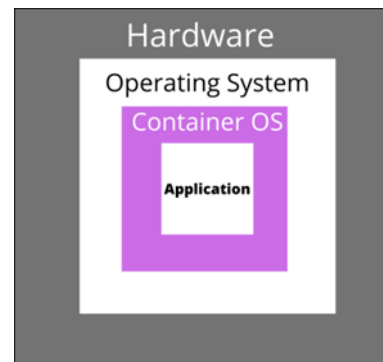 Hardware
Operating System
Container OS
Application